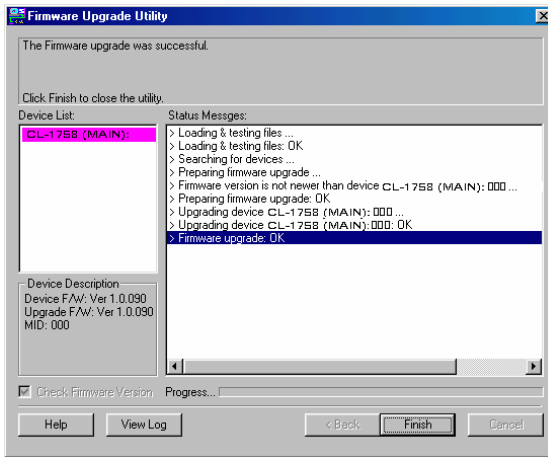 Firmware Upgrade Utility
The Firmware upgrade was successful.
Click Finish to close the utility.
Device List:
CL-1758 (MAIN):
Status Messges:
> Loading & testing files ...
> Loading & testing files: OK
> Searching for devices ...
> Preparing firmware upgrade ...
> Firmware version is not newer than device CL-1758 (MAIN): 000 ...
> Preparing firmware upgrade: OK
> Upgrading device CL-1758 (MAIN): 000 ...
> Upgrading device CL-1758 (MAIN):000: OK
> Firmware upgrade: OK
Device Description
Device F/W: Ver 1.0.090
Upgrade F/W: Ver 1.0.090
MID: 000
Check Firmware Version
Progress...
Help
View Log
< Back
Finish
Cancel